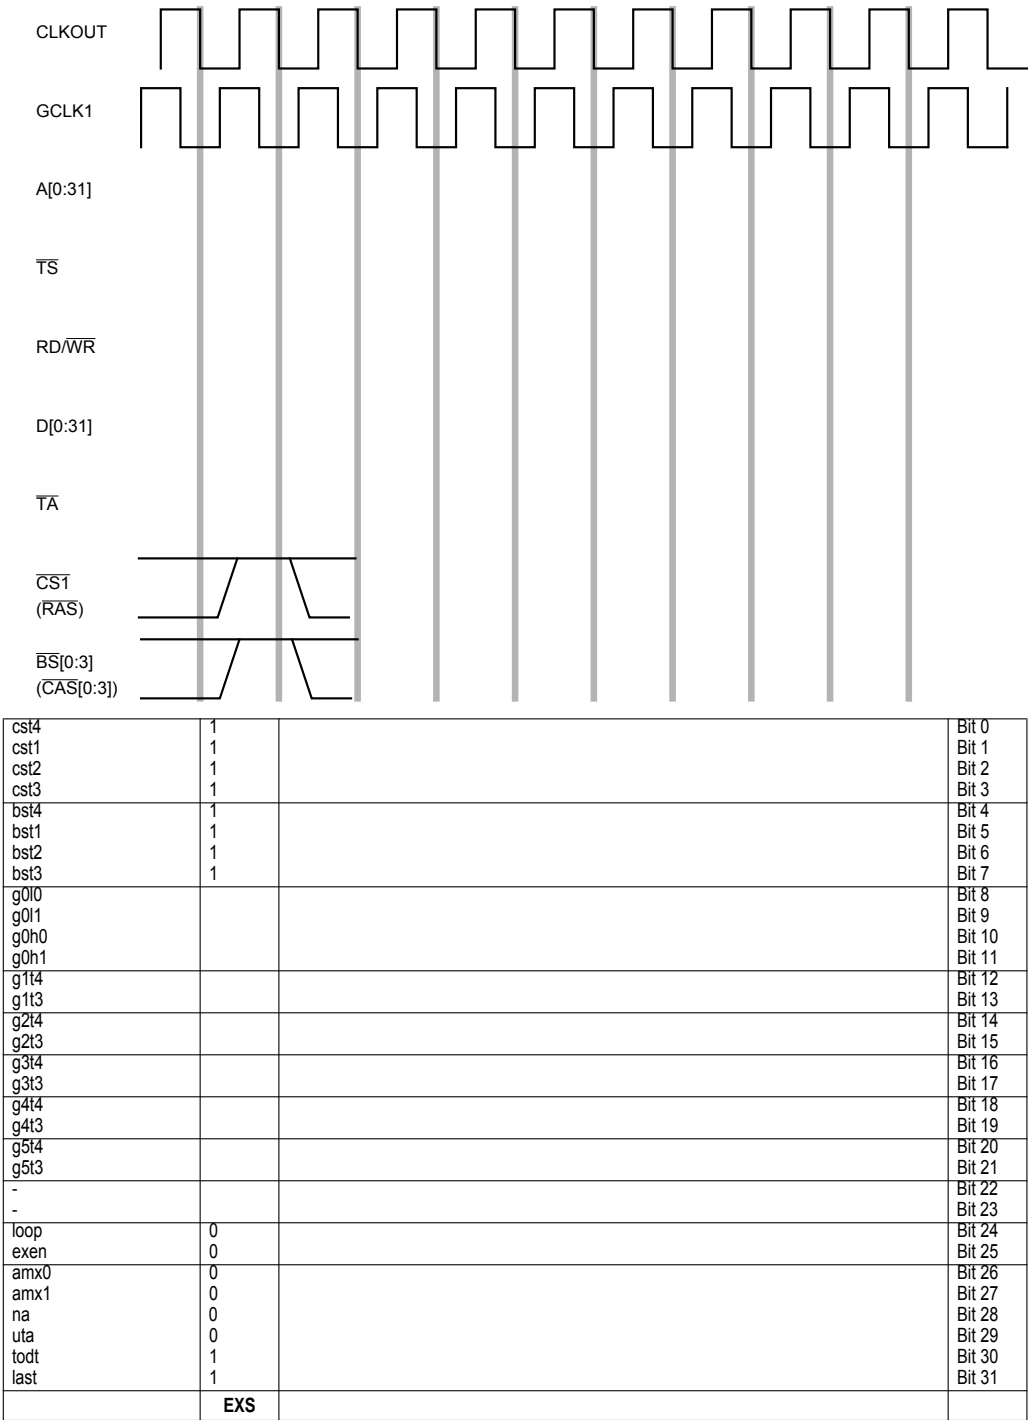 CLKOUT
GCLK1
A[0:31]
TS
RD/WR
D[0:31]
TA
CS1
(RAS)
BS[0:3]
(CAS[0:3])
cst4 1 Bit 0
cst1 1 Bit 1
cst2 1 Bit 2
cst3 1 Bit 3
bst4 1 Bit 4
bst1 1 Bit 5
bst2 1 Bit 6
bst3 1 Bit 7
g0l0 Bit 8
g0l1 Bit 9
g0h0 Bit 10
g0h1 Bit 11
g1t4 Bit 12
g1t3 Bit 13
g2t4 Bit 14
g2t3 Bit 15
g3t4 Bit 16
g3t3 Bit 17
g4t4 Bit 18
g4t3 Bit 19
g5t4 Bit 20
g5t3 Bit 21
- Bit 22
- Bit 23
loop 0 Bit 24
exen 0 Bit 25
amx0 0 Bit 26
amx1 0 Bit 27
na 0 Bit 28
uta 0 Bit 29
todt 1 Bit 30
last 1 Bit 31
EXS